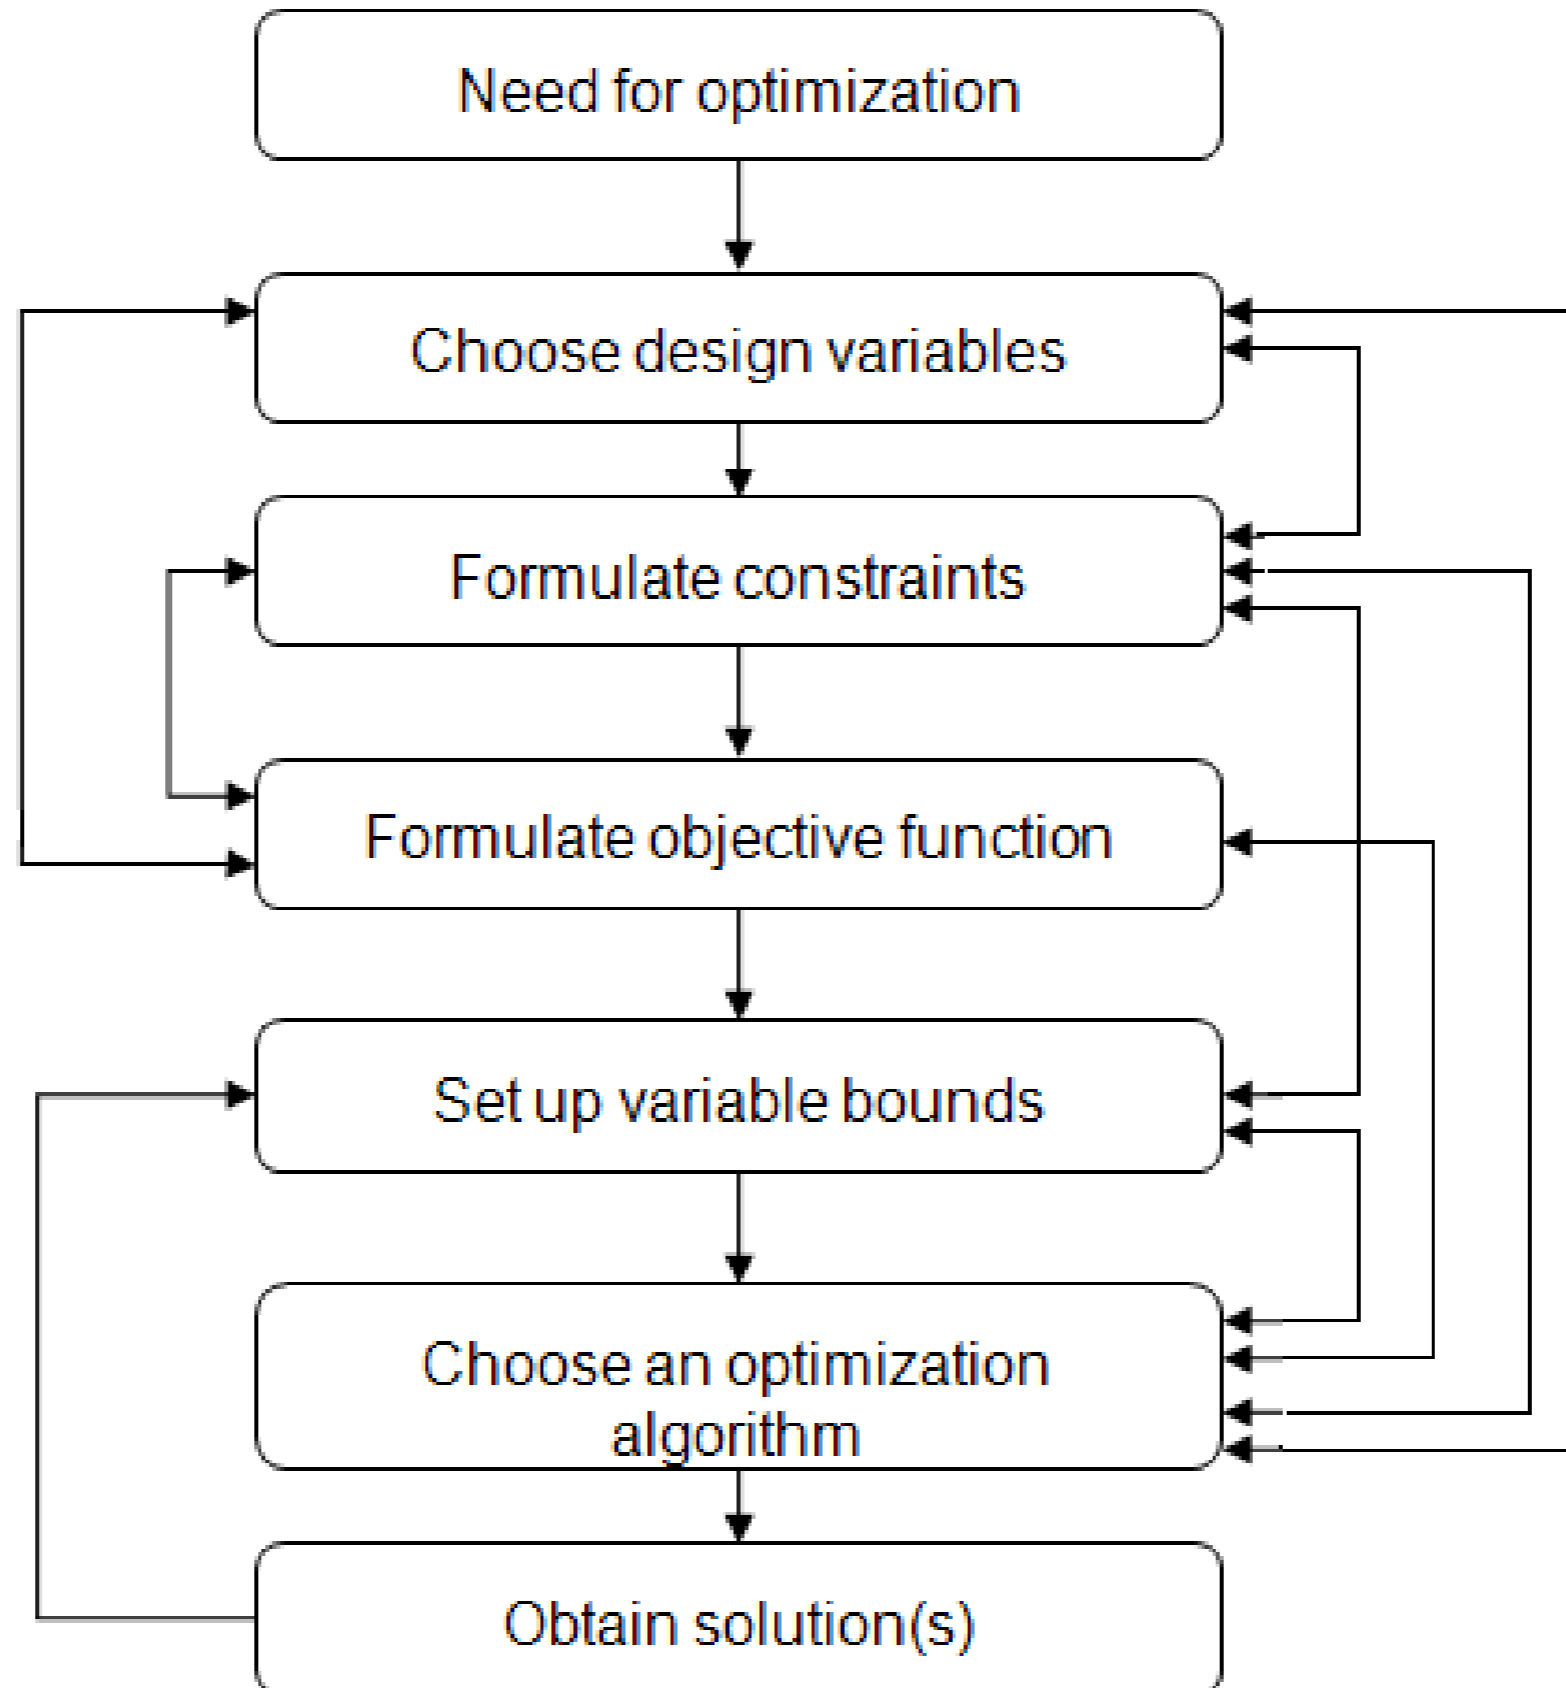 Need for optimization
Choose design variables
Formulate constraints
Formulate objective function
Set up variable bounds
Choose an optimization
algorithm
Obtain solution(s)